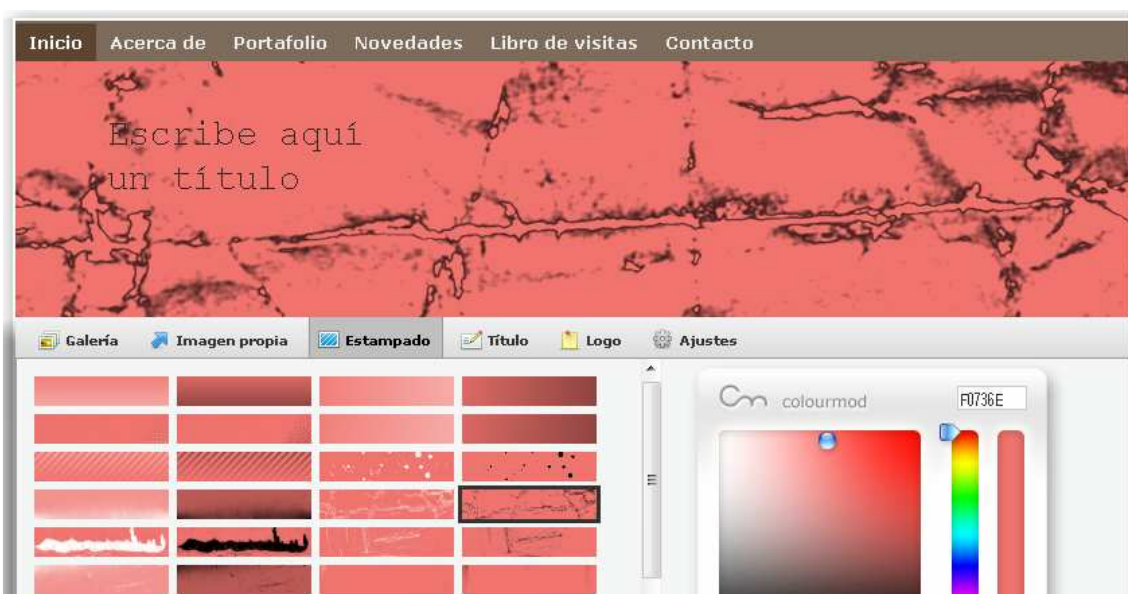 Inicio Acerca de Portafolio Novedades Libro de visitas Contacto
Escribe aquí
un título
Galería Imagen propia Estampado Título Logo Ajustes
Cm colourmod F0736E